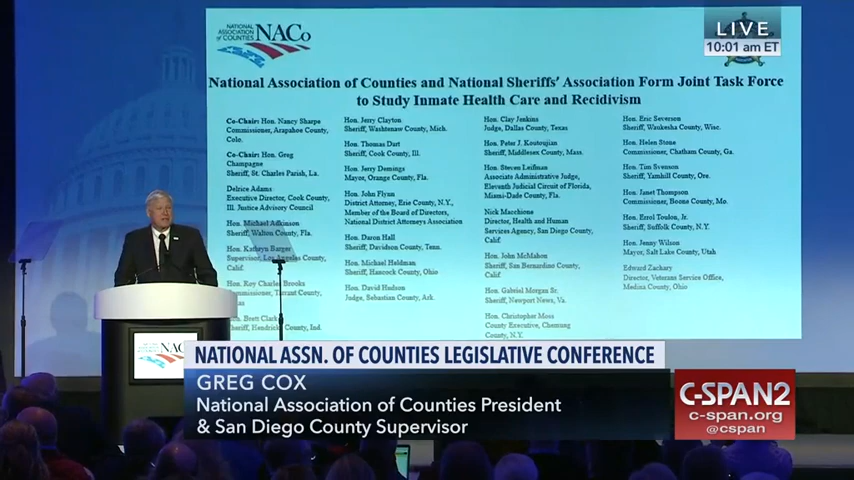 NATIONAL
ASSOCIATION
of COUNTIES
NACo
LIVE
10:01 am ET
National Association of Counties and National Sheriffs' Association Form Joint Task Force
to Study Inmate Health Care and Recidivism
Co-Chair: Hon. Nancy Sharpe
Commissioner, Arapahoe County,
Colo.
Co-Chair: Hon. Greg
Champagne
Sheriff, St. Charles Parish, La.
Delrice Adams
Executive Director, Cook County,
Ill. Justice Advisory Council
Hon. Michael Adkinson
Sheriff, Walton County, Fla.
Hon. Kathryn Barger
Supervisor, Los Angeles County,
Calif.
Hon. Roy Charles Brooks
Commissioner, Tarrant County,
Hon. Brett Clark
Sheriff, Hendricks County, Ind.
Hon. Jerry Clayton
Sheriff, Washtenaw County, Mich.
Hon. Thomas Dart
Sheriff, Cook County, Ill.
Hon. Jerry Demings
Mayor, Orange County, Fla.
Hon. John Flynn
District Attorney, Erie County, N.Y.,
Member of the Board of Directors,
National District Attorneys Association
Hon. Daron Hall
Sheriff, Davidson County, Tenn.
Hon. Michael Heldman
Sheriff, Hancock County, Ohio
Hon. David Hudson
Judge, Sebastian County, Ark.
Hon. Clay Jenkins
Judge, Dallas County, Texas
Hon. Peter J. Koutoujian
Sheriff, Middlesex County, Mass.
Hon. Steven Leifman
Associate Administrative Judge,
Eleventh Judicial Circuit of Florida,
Miami-Dade County, Fla.
Nick Macchione
Director, Health and Human
Services Agency, San Diego County,
Calif.
Hon. John McMahon
Sheriff, San Bernardino County,
Calif.
Hon. Gabriel Morgan Sr.
Sheriff, Newport News, Va.
Hon. Christopher Moss
County Executive, Chemung
County, N.Y.
Hon. Eric Severson
Sheriff, Waukesha County, Wisc.
Hon. Helen Stone
Commissioner, Chatham County, Ga.
Hon. Tim Svenson
Sheriff, Yamhill County, Ore.
Hon. Janet Thompson
Commissioner, Boone County, Mo.
Hon. Errol Toulon, Jr.
Sheriff, Suffolk County, N.Y.
Hon. Jenny Wilson
Mayor, Salt Lake County, Utah
Edward Zachary
Director, Veterans Service Office,
Medina County, Ohio
NATIONAL ASSN. OF COUNTIES LEGISLATIVE CONFERENCE
GREG COX
National Association of Counties President
& San Diego County Supervisor
C-SPAN2
c-span.org
@cspan